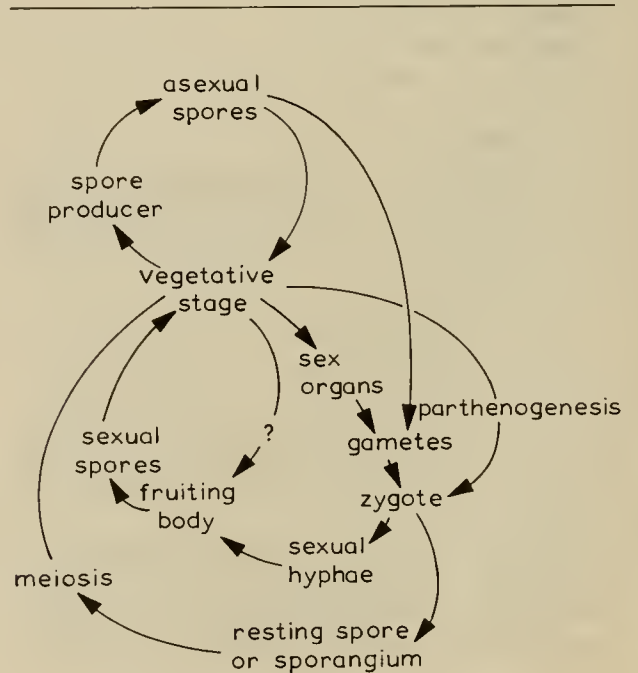 asexual
spores
spore
producer
vegetative
stage
sex
organs
parthenogenesis
gametes
?
sexual
spores
fruiting
body
zygote
sexual
hyphae
meiosis
resting spore
or sporangium